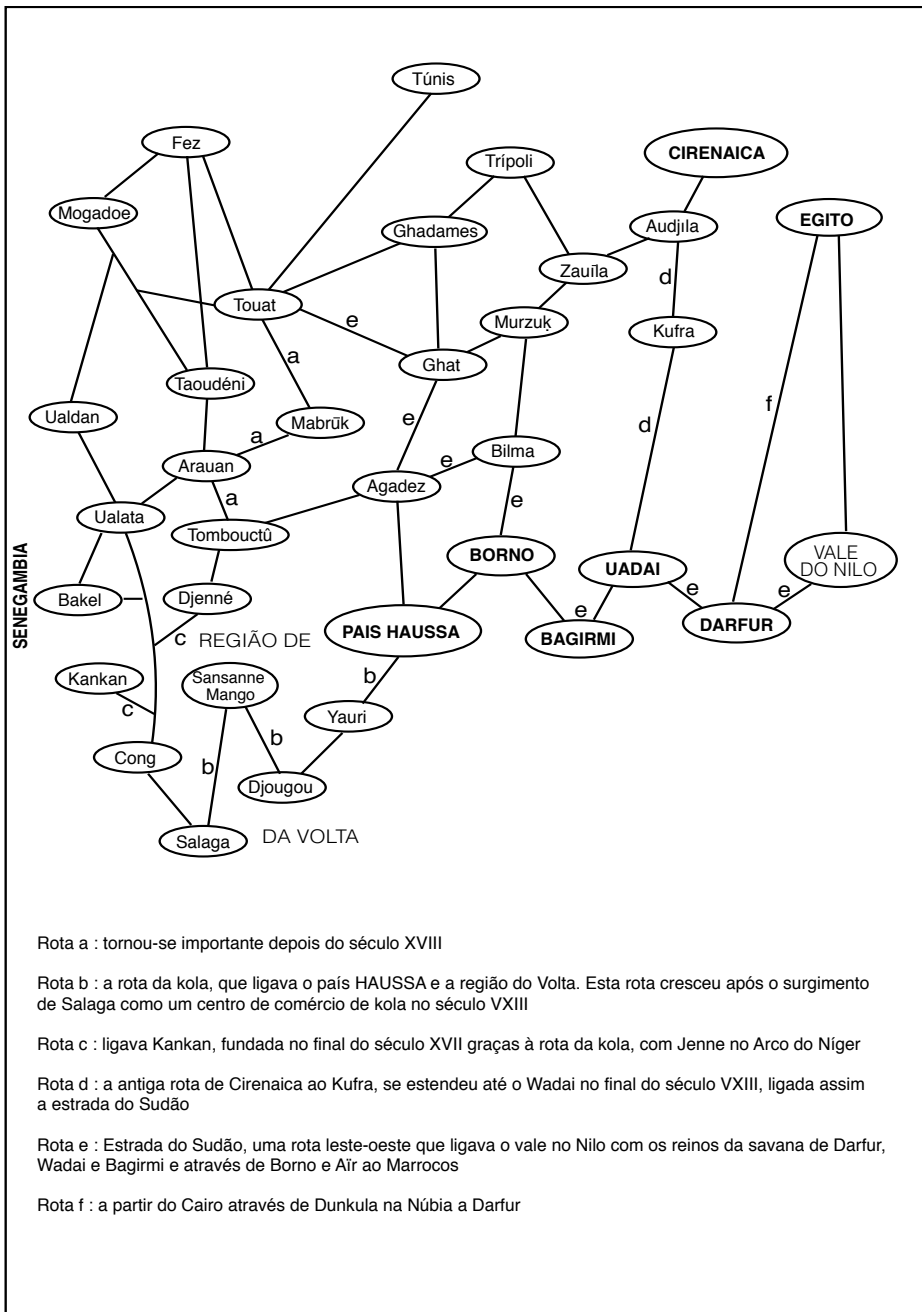 Túnis
Fez
Trípoli
CIRENAICA
Mogadoe
Ghadames
Audjıla
EGITO
Zauíla
d
Touat
e
Murzuḳ
Kufra
a
Ghat
Taoudéni
f
Ualdan
Mabrūk
e
d
a
Arauan
Bilma
e
Agadez
a
Ualata
e
Tombouctû
SENEGAMBIA
BORNO
UADAI
VALE
DO NILO
Bakel
Djenné
e
e
e
PAIS HAUSSA
BAGIRMI
DARFUR
c
REGIÃO DE
Kankan
Sansanne
Mango
b
c
Yauri
b
Cong
b
Djougou
Salaga
DA VOLTA
Rota a : tornou-se importante depois do século XVIII
Rota b : a rota da kola, que ligava o país HAUSSA e a região do Volta. Esta rota cresceu após o surgimento
de Salaga como um centro de comércio de kola no século VXIII
Rota c : ligava Kankan, fundada no final do século XVII graças à rota da kola, com Jenne no Arco do Níger
Rota d : a antiga rota de Cirenaica ao Kufra, se estendeu até o Wadai no final do século VXIII, ligada assim
a estrada do Sudão
Rota e : Estrada do Sudão, uma rota leste-oeste que ligava o vale no Nilo com os reinos da savana de Darfur,
Wadai e Bagirmi e através de Borno e Aïr ao Marrocos
Rota f : a partir do Cairo através de Dunkula na Núbia a Darfur